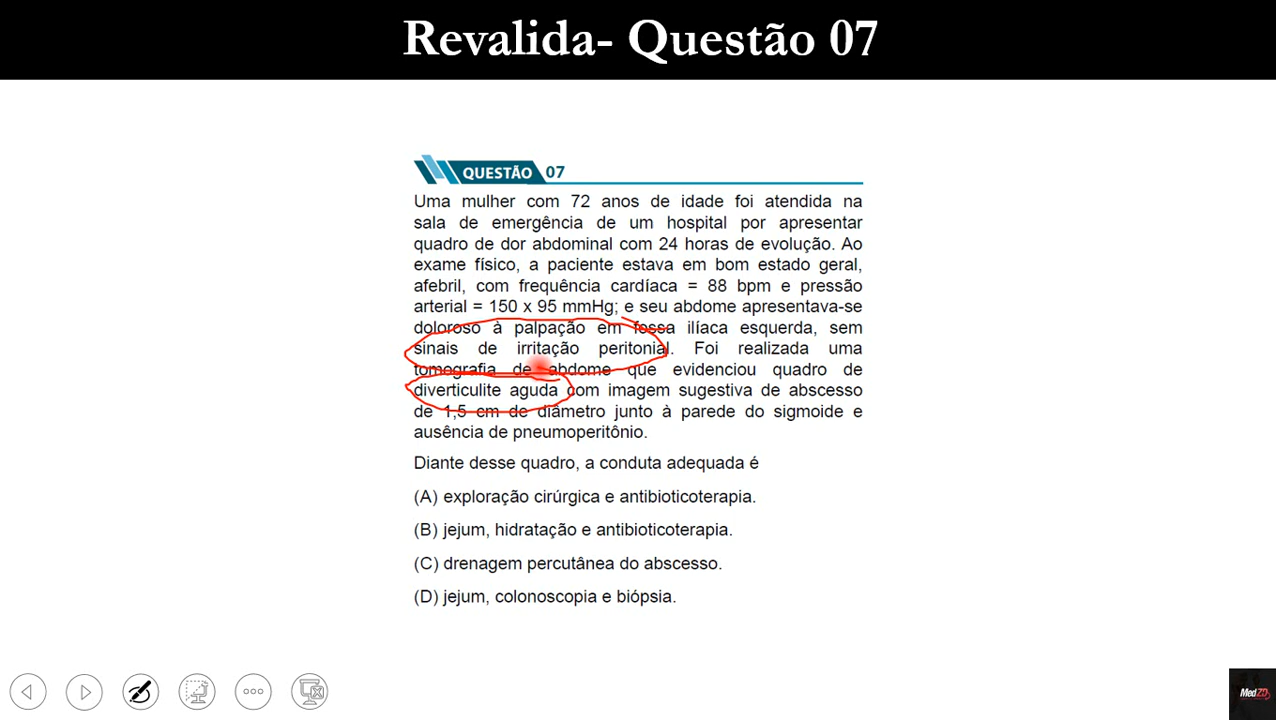 Revalida- Questão 07
QUESTÃO 07
Uma mulher com 72 anos de idade foi atendida na
sala de emergência de um hospital por apresentar
quadro de dor abdominal com 24 horas de evolução. Ao
exame físico, a paciente estava em bom estado geral,
afebril, com frequência cardíaca = 88 bpm e pressão
arterial = 150 x 95 mmHg; e seu abdome apresentava-se
doloroso à palpação em fossa ilíaca esquerda, sem
sinais de irritação peritonial. Foi realizada uma
tomografia de abdome que evidenciou quadro de
diverticulite aguda com imagem sugestiva de abscesso
de 1,5 cm de diâmetro junto à parede do sigmoide e
ausência de pneumoperitônio.
Diante desse quadro, a conduta adequada é
(A) exploração cirúrgica e antibioticoterapia.
(B) jejum, hidratação e antibioticoterapia.
(C) drenagem percutânea do abscesso.
(D) jejum, colonoscopia e biópsia.